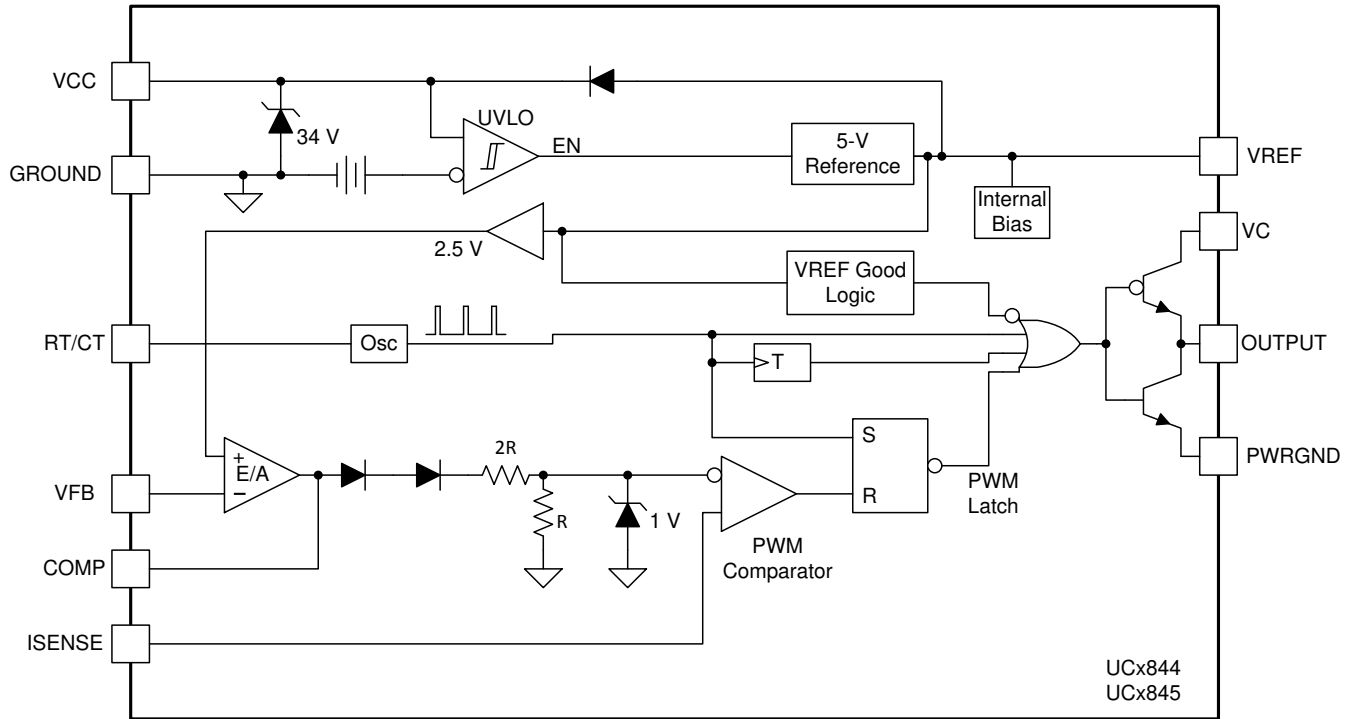 VCC
UVLO
34 V
EN
5-V
Reference
GROUND
VREF
Internal
Bias
2.5 V
VC
VREF Good
Logic
RT/CT
Osc
T
OUTPUT
2R
S
+
E/A
−
VFB
R
1 V
R
PWM
Latch
PWRGND
PWM
Comparator
COMP
ISENSE
UCx844
UCx845